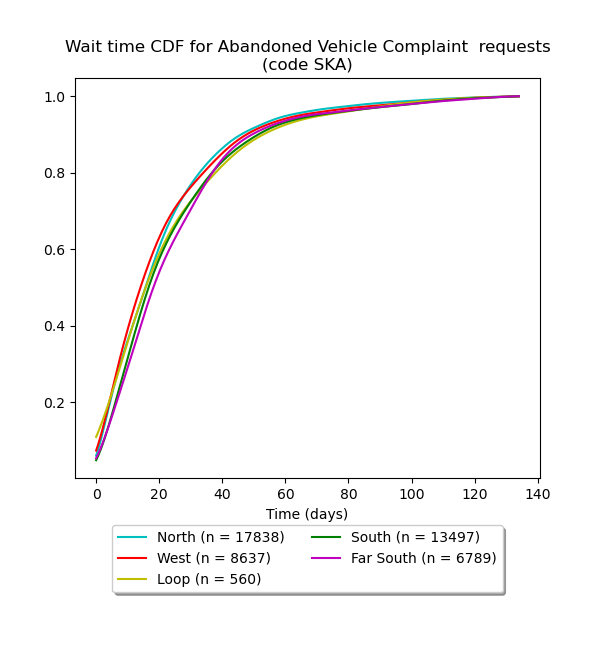 Wait time CDF for Abandoned Vehicle Complaint  requests
(code SKA)
1.0
0.8
0.6
0.4
0.2
0 20 40 60 80 100 120 140
Time (days)
North (n = 17838) South (n = 13497)
West (n = 8637) Far South (n = 6789)
Loop (n = 560)